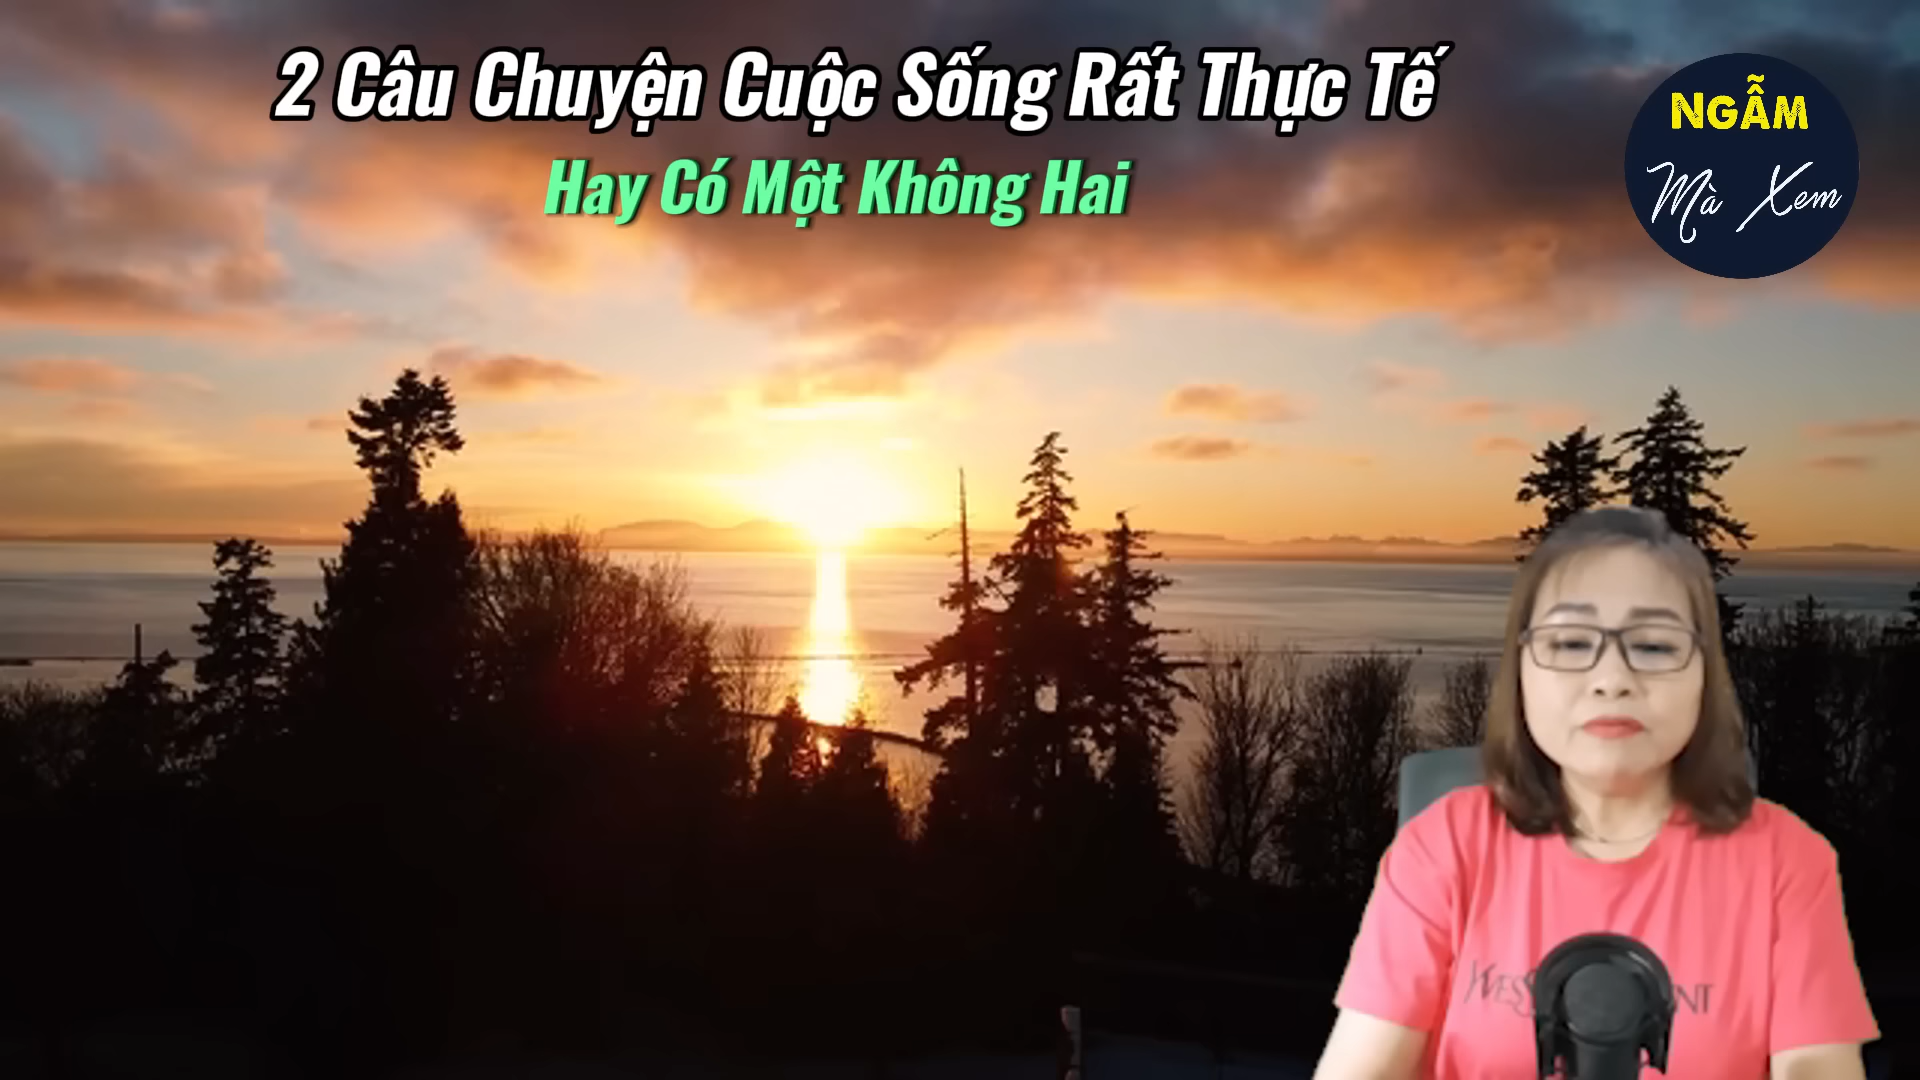 2 Câu Chuyện Cuộc Sống Rất Thực Tế
Hay Có Một Không Hai
NGẪM
Mà Xem